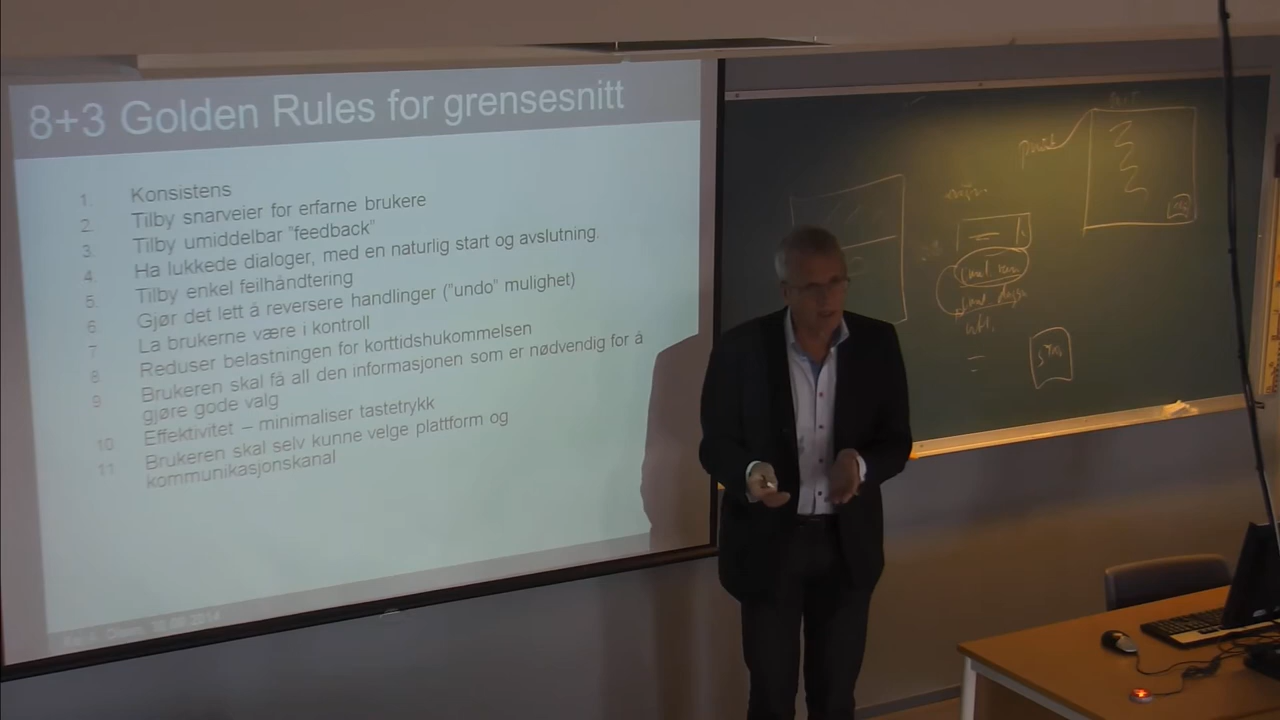 8+3 Golden Rules for grensesnitt
1. Konsistens
2. Tilby snarveier for erfarne brukere
3. Tilby umiddelbar "feedback"
4. Ha lukkede dialoger, med en naturlig start og avslutning.
5. Tilby enkel feilhåndtering
6. Gjør det lett å reversere handlinger ("undo" mulighet)
7 La brukerne være i kontroll
8 Reduser belastningen for korttidshukommelsen
9 Brukeren skal få all den informasjonen som er nødvendig for å
gjøre gode valg
10 Effektivitet – minimaliser tastetrykk
11 Brukeren skal selv kunne velge plattform og
kommunikasjonskanal